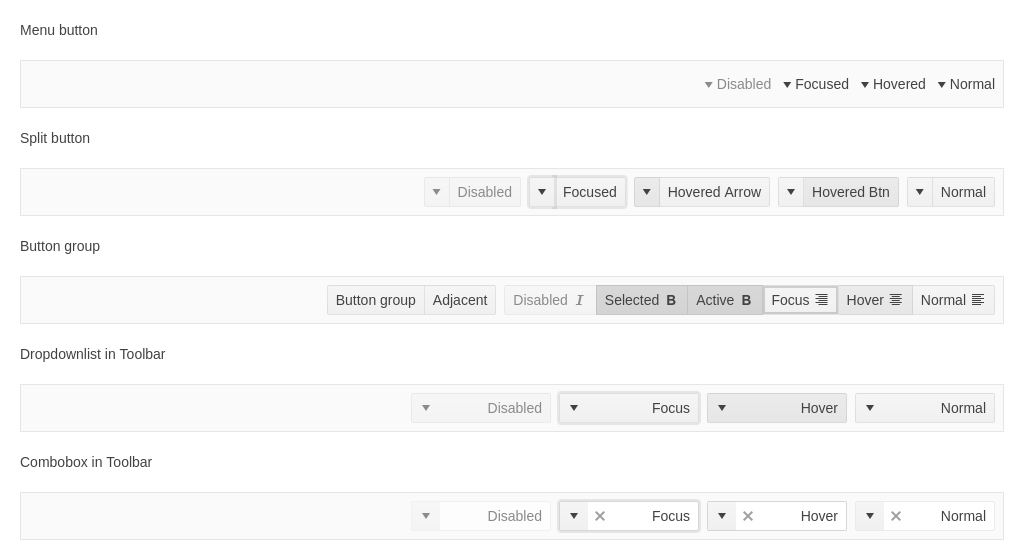 Menu button
Disabled Focused Hovered Normal
Split button
Disabled Focused Hovered Arrow Hovered Btn Normal
Button group
Button group Adjacent Disabled I Selected B Active B Focus Hover Normal
Dropdownlist in Toolbar
Disabled Focus Hover Normal
Combobox in Toolbar
Disabled Focus Hover Normal